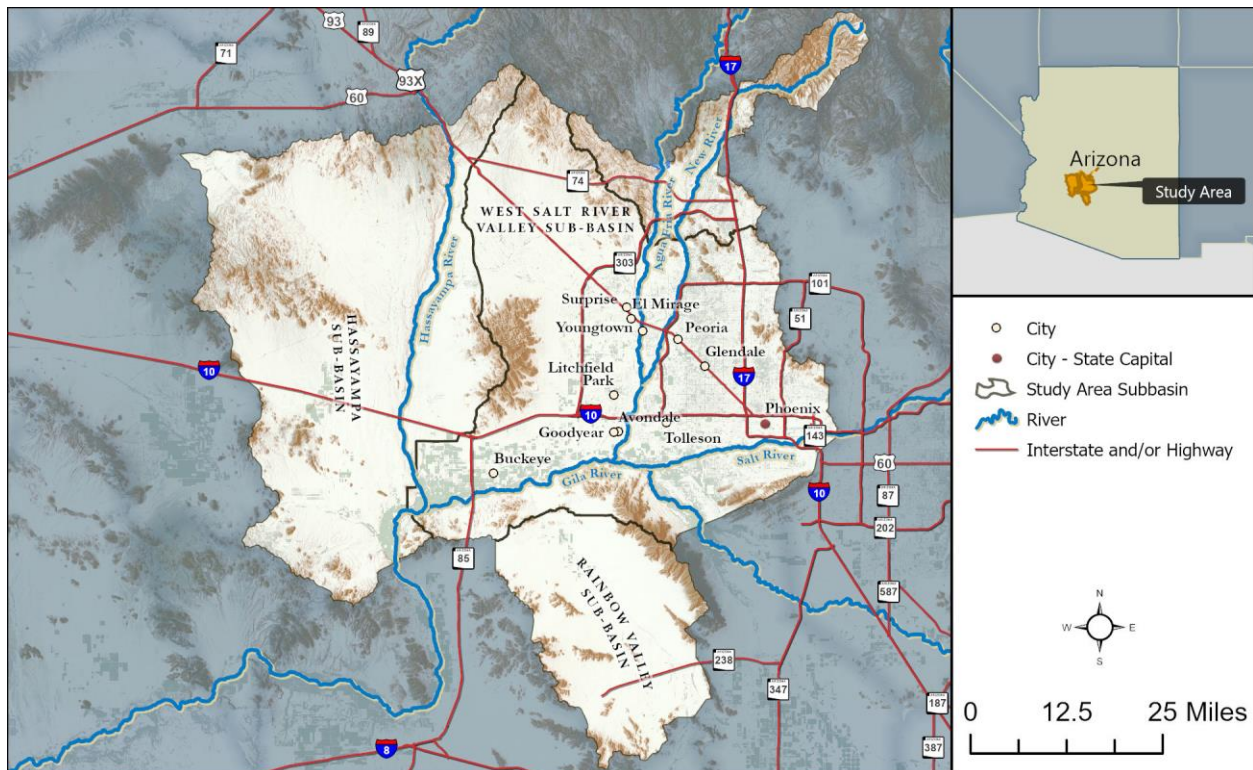 93
89
71
93X
60
17
74
New River
Agua Fria River
WEST SALT RIVER
VALLEY SUB-BASIN
Hassayampa River
303
101
51
Surprise
El Mirage
Youngtown
Peoria
Glendale
HASSAYAMPA
SUB-BASIN
10
17
Litchfield
Park
10
Avondale
Phoenix
Goodyear
Tolleson
143
Buckeye
Salt River
60
Gila River
10
87
202
85
RAINBOW VALLEY
SUB-BASIN
587
238
347
187
8
387
Arizona
Study Area
City
City - State Capital
Study Area Subbasin
River
Interstate and/or Highway
N
W
E
S
0 12.5 25 Miles